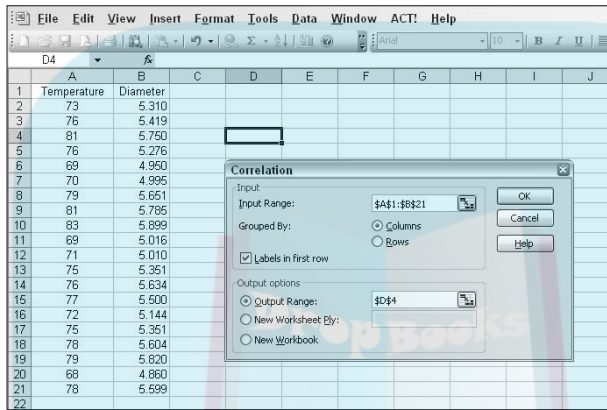 File Edit View Insert Format Tools Data Window ACT! Help
Arial 10 B I U
D4 fx
A B C D E F G H I J
1 Temperature Diameter
2 73 5.310
3 76 5.419
4 81 5.750
5 76 5.276
6 69 4.950
7 70 4.995
8 79 5.651
9 81 5.785
10 83 5.899
11 69 5.016
12 71 5.010
13 75 5.351
14 76 5.634
15 77 5.500
16 72 5.144
17 75 5.351
18 78 5.604
19 79 5.820
20 68 4.860
21 78 5.599
22
Correlation
Input
Input Range: $A$1:$B$21
Grouped By: Columns
Rows
Labels in first row
Output options
Output Range: $D$4
New Worksheet Ply:
New Workbook
OK
Cancel
Help
DropBooks